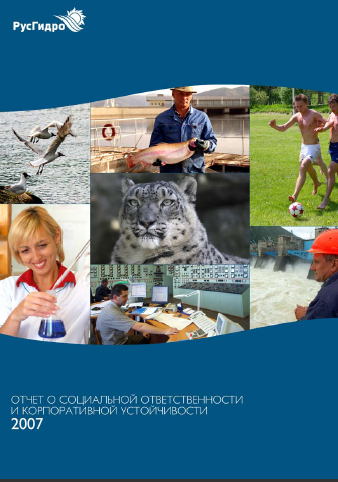 РусГидро
ОТЧЕТ О СОЦИАЛЬНОЙ ОТВЕТСТВЕННОСТИ
И КОРПОРАТИВНОЙ УСТОЙЧИВОСТИ
2007